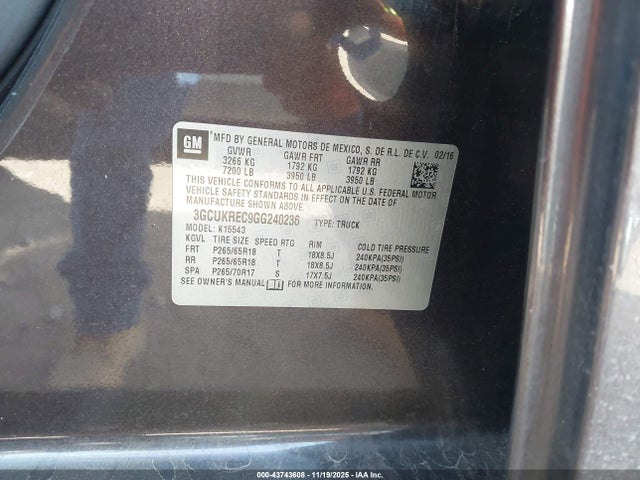 GM
MFD BY GENERAL MOTORS DE MEXICO, S. DE R.L. DE C.V. 02/16
GVWR GAWR FRT GAWR RR
3266 KG 1792 KG 1792 KG
7200 LB 3950 LB 3950 LB
THIS VEHICLE CONFORMS TO ALL APPLICABLE U.S. FEDERAL MOTOR
VEHICLE SAFETY STANDARDS IN EFFECT ON THE DATE OF
MANUFACTURE SHOWN ABOVE.
3GCUKREC9GG240236 TYPE: TRUCK
MODEL: K15543
KGVL TIRE SIZE SPEED RTG RIM COLD TIRE PRESSURE
FRT P265/65R18 T 18X8.5J 240KPA(35PSI)
RR P265/65R18 T 18X8.5J 240KPA(35PSI)
SPA P265/70R17 S 17X7.5J 240KPA(35PSI)
SEE OWNER'S MANUAL FOR MORE INFORMATION.
000-43743608 - 11/19/2025 - IAAI.COM